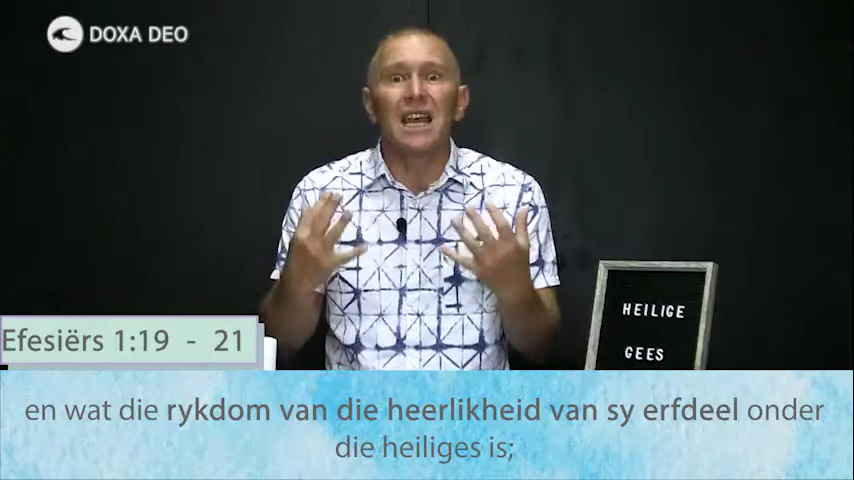 DOXA DEO
HEILIGE
GEES
Efesiërs 1:19 - 21
en wat die rykdom van die heerlikheid van sy erfdeel onder
die heiliges is;